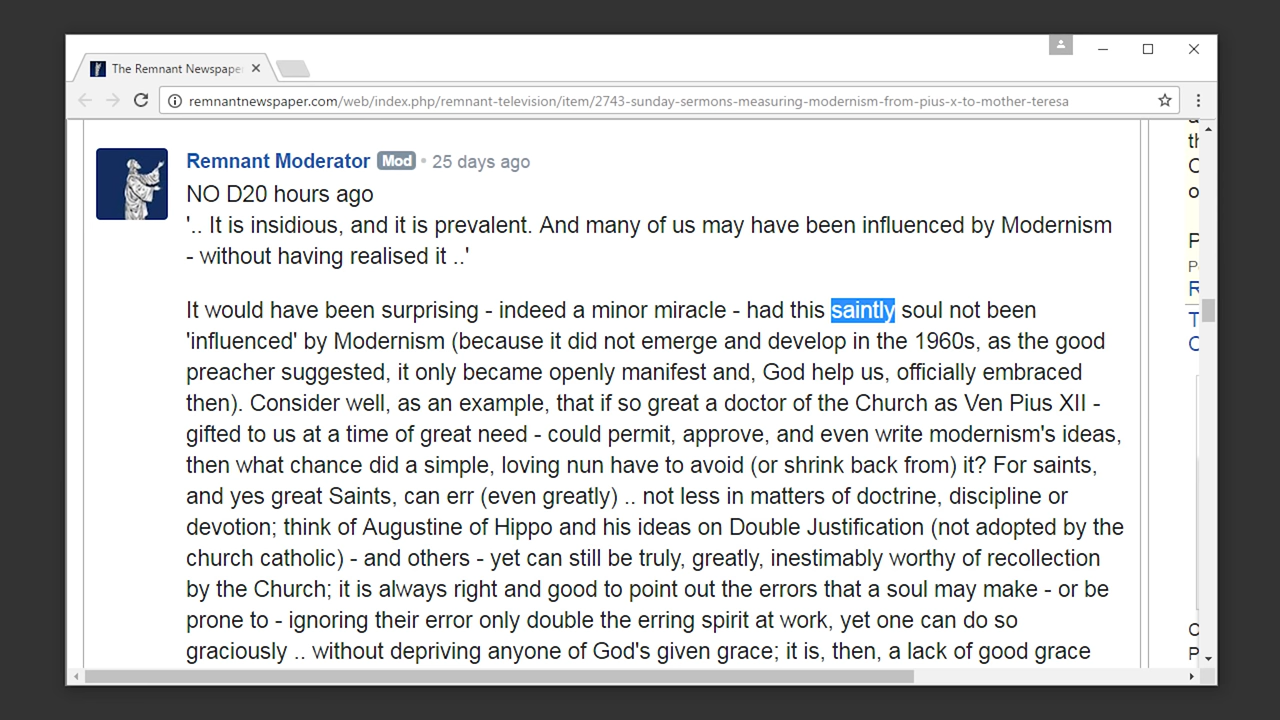 The Remnant Newspape
remnantnewspaper.com/web/index.php/remnant-television/item/2743-sunday-sermons-measuring-modernism-from-pius-x-to-mother-teresa
Remnant Moderator Mod • 25 days ago
NO D20 hours ago
'.. It is insidious, and it is prevalent. And many of us may have been influenced by Modernism
- without having realised it ..'
It would have been surprising - indeed a minor miracle - had this saintly soul not been
'influenced' by Modernism (because it did not emerge and develop in the 1960s, as the good
preacher suggested, it only became openly manifest and, God help us, officially embraced
then). Consider well, as an example, that if so great a doctor of the Church as Ven Pius XII -
gifted to us at a time of great need - could permit, approve, and even write modernism's ideas,
then what chance did a simple, loving nun have to avoid (or shrink back from) it? For saints,
and yes great Saints, can err (even greatly) .. not less in matters of doctrine, discipline or
devotion; think of Augustine of Hippo and his ideas on Double Justification (not adopted by the
church catholic) - and others - yet can still be truly, greatly, inestimably worthy of recollection
by the Church; it is always right and good to point out the errors that a soul may make - or be
prone to - ignoring their error only double the erring spirit at work, yet one can do so
graciously .. without depriving anyone of God's given grace; it is, then, a lack of good grace